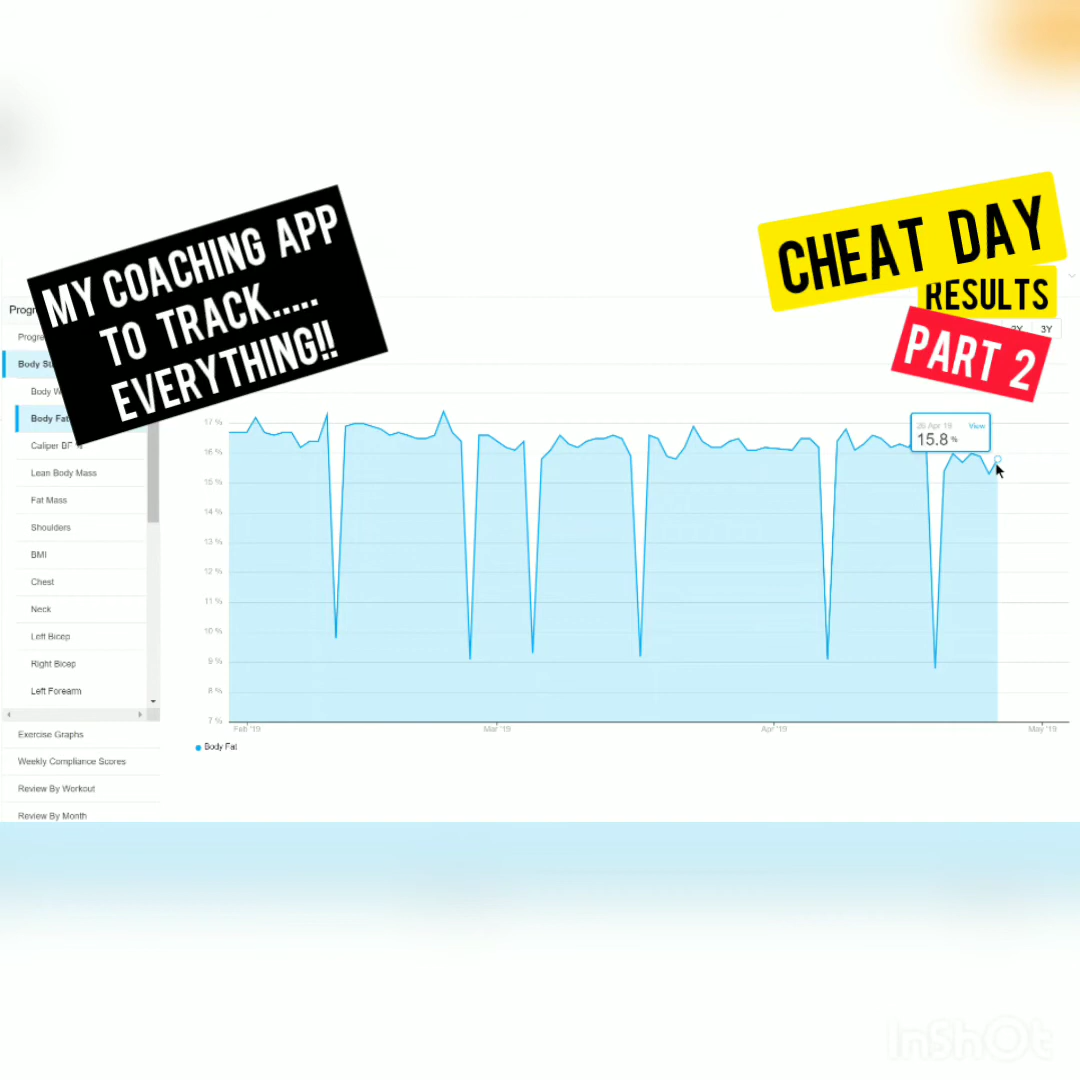 MY COACHING APP
TO TRACK....
EVERYTHING!!
CHEAT DAY
RESULTS
PART 2
3Y
Body Fat
Caliper BF %
Lean Body Mass
Fat Mass
Shoulders
BMI
Chest
Neck
Left Bicep
Right Bicep
Left Forearm
Exercise Graphs
Weekly Compliance Scores
Review By Workout
Review By Month
26 Apr 19 View
15.8 %
17 %
16 %
15 %
14 %
13 %
12 %
11 %
10 %
9 %
8 %
7 %
Feb '19 Mar '19 Apr '19 May '19
Body Fat
InShOt